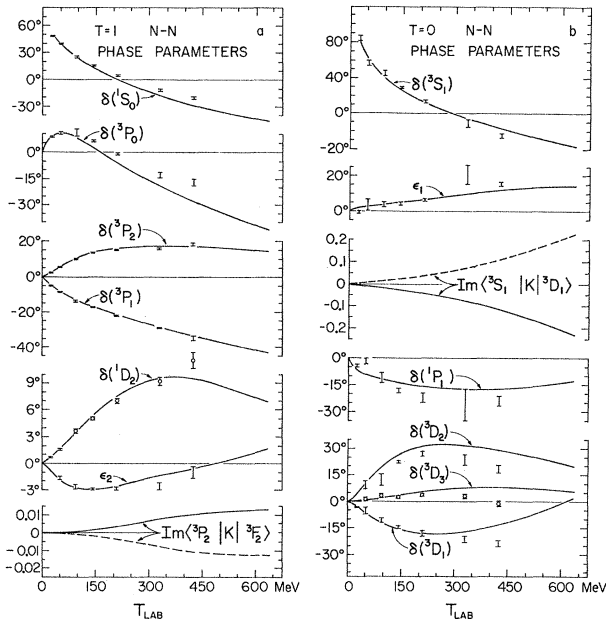 T=1 N-N a
PHASE PARAMETERS
60°
30°
0°
-30°
δ(¹S₀)
10°
0°
-15°
-30°
δ(³P₀)
20°
0°
-20°
-40°
δ(³P₂)
δ(³P₁)
9°
6°
3°
0°
-3°
δ(¹D₂)
ε₂
0.01
0
-0.01
-0.02
Im⟨³P₂ |K| ³F₂⟩
0 150 300 450 600 MeV
T_LAB
T=0 N-N b
PHASE PARAMETERS
80°
60°
40°
20°
0°
-20°
δ(³S₁)
20°
0°
ε₁
0.2
0.1
0
-0.1
-0.2
Im⟨³S₁ |K| ³D₁⟩
0°
-15°
-30°
δ(¹P₁)
30°
15°
0°
-15°
-30°
δ(³D₂)
δ(³D₃)
δ(³D₁)
0 150 300 450 600 MeV
T_LAB